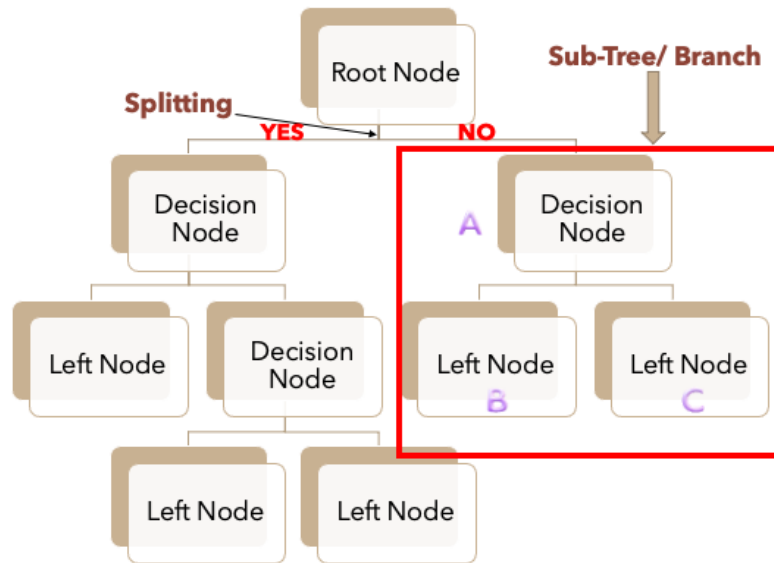 Root Node
Sub-Tree/ Branch
Splitting
YES
NO
Decision
Node
A
Decision
Node
Left Node
Decision
Node
Left Node
B
Left Node
C
Left Node
Left Node